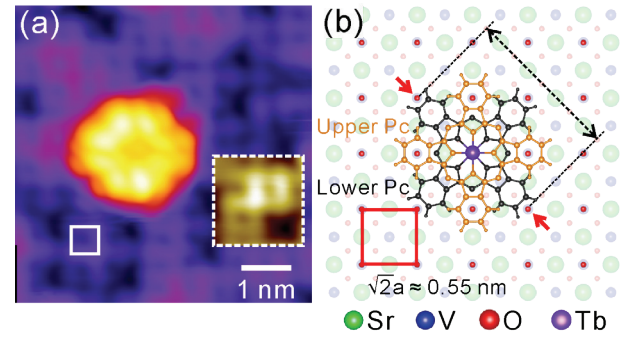 (a)
1 nm
(b)
Upper Pc
Lower Pc
√2a ≈ 0.55 nm
Sr V O Tb